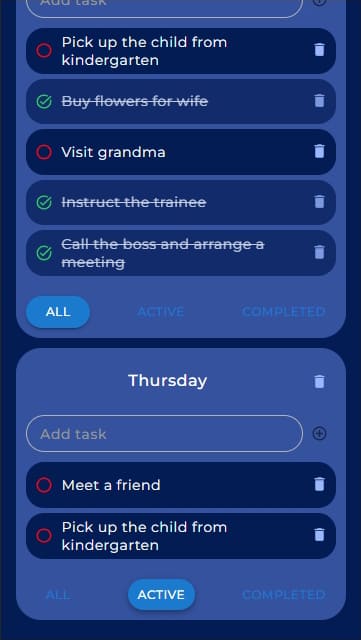 Add task
Pick up the child from
kindergarten
Buy flowers for wife
Visit grandma
Instruct the trainee
Call the boss and arrange a
meeting
ALL
ACTIVE
COMPLETED
Thursday
Add task
Meet a friend
Pick up the child from
kindergarten
ALL
ACTIVE
COMPLETED